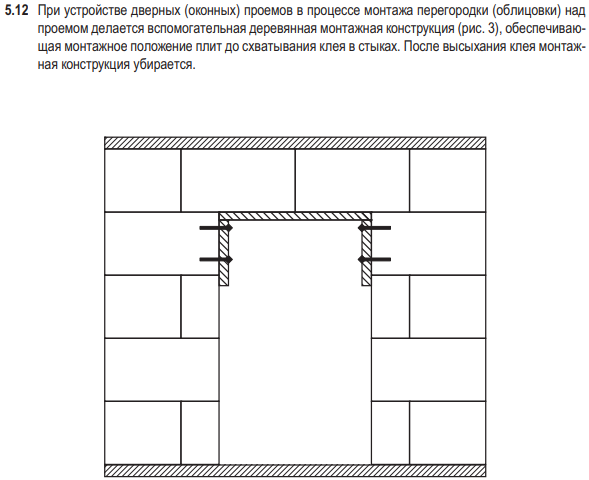 5.12 При устройстве дверных (оконных) проемов в процессе монтажа перегородки (облицовки) над
проемом делается вспомогательная деревянная монтажная конструкция (рис. 3), обеспечиваю-
щая монтажное положение плит до схватывания клея в стыках. После высыхания клея монтаж-
ная конструкция убирается.